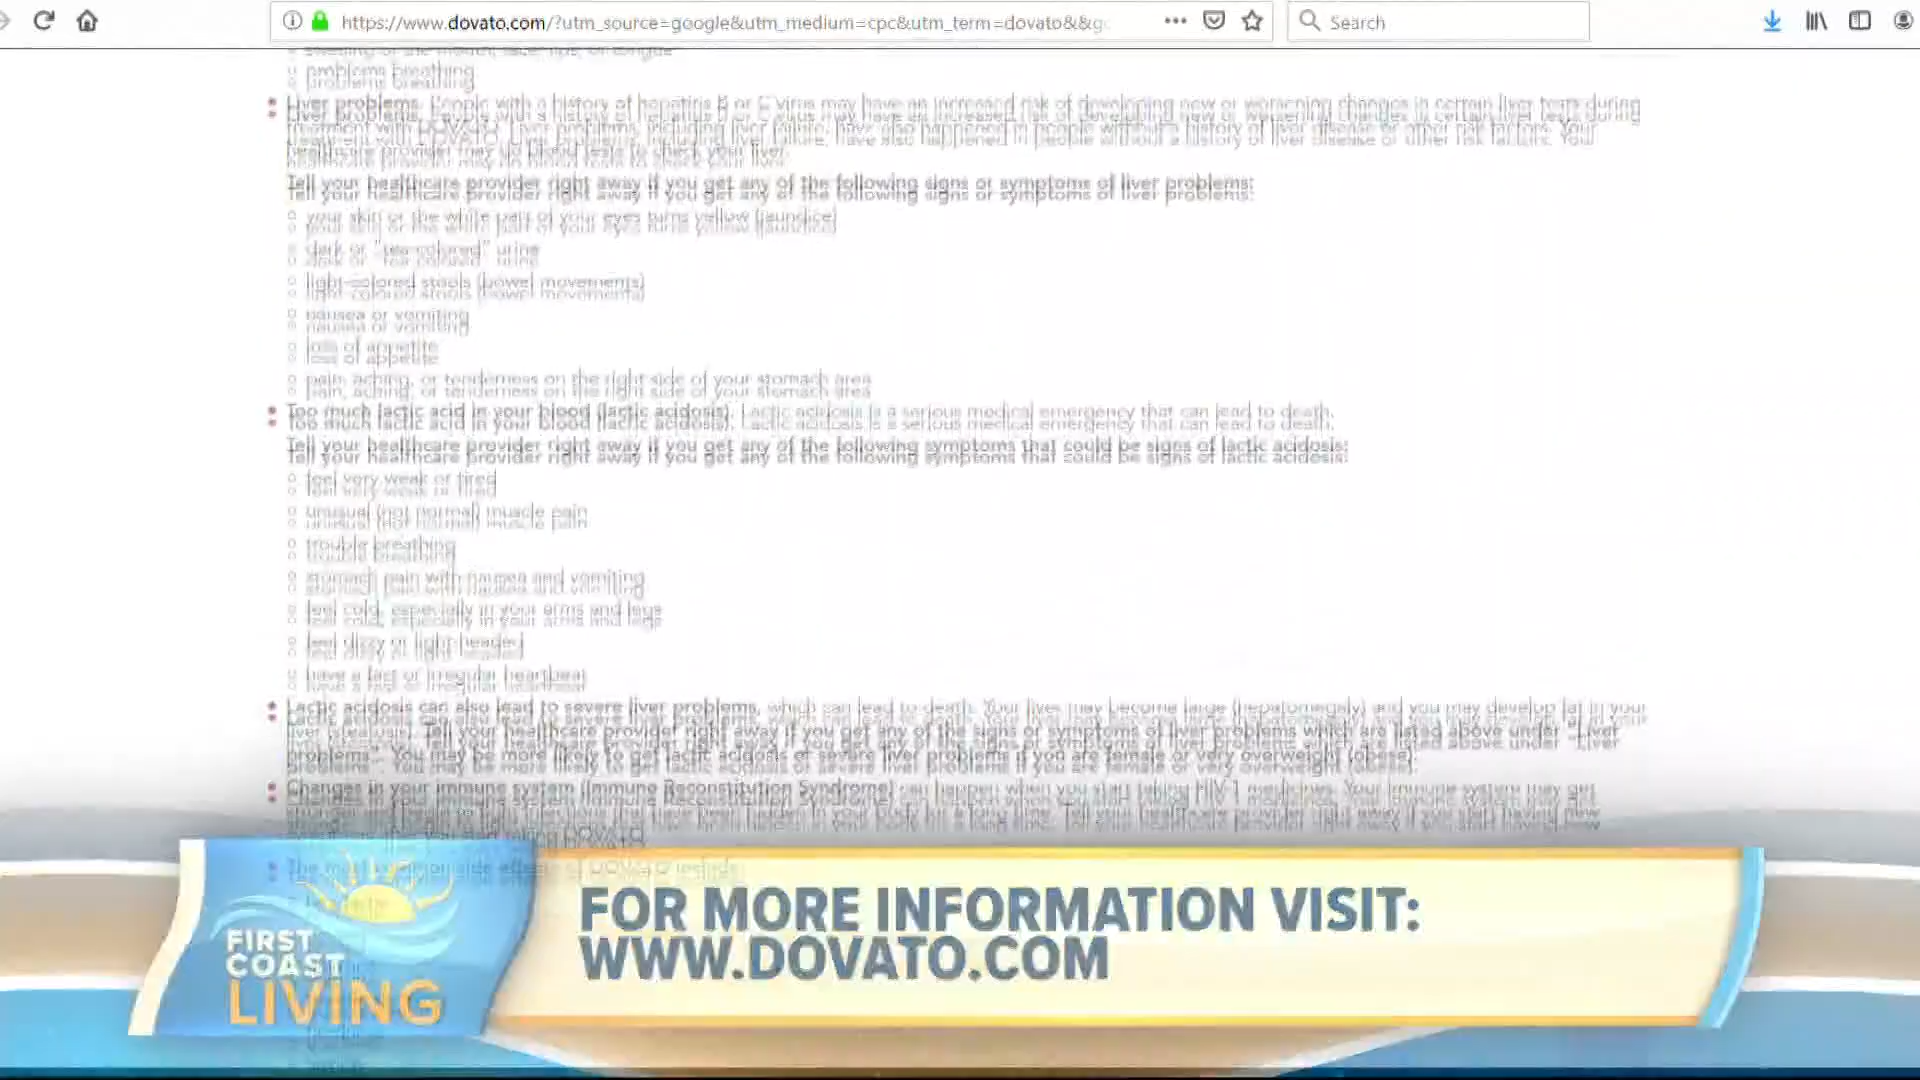 https://www.dovato.com/?utm_source=google&utm_medium=cpc&utm_term=dovato&&g
Search
problems breathing
Liver problems. People with a history of hepatitis B or C virus may have an increased risk of developing new or worsening changes in certain liver tests during
treatment with DOVATO. Liver problems, including liver failure, have also happened in people without a history of liver disease or other risk factors. Your
healthcare provider may do blood tests to check your liver.
Tell your healthcare provider right away if you get any of the following signs or symptoms of liver problems:
your skin or the white part of your eyes turns yellow (jaundice)
dark or "tea-colored" urine
light-colored stools (bowel movements)
nausea or vomiting
loss of appetite
pain, aching, or tenderness on the right side of your stomach area
Too much lactic acid in your blood (lactic acidosis). Lactic acidosis is a serious medical emergency that can lead to death.
Tell your healthcare provider right away if you get any of the following symptoms that could be signs of lactic acidosis:
feel very weak or tired
unusual (not normal) muscle pain
trouble breathing
stomach pain with nausea and vomiting
feel cold, especially in your arms and legs
feel dizzy or light-headed
have a fast or irregular heartbeat
Lactic acidosis can also lead to severe liver problems, which can lead to death. Your liver may become large (hepatomegaly) and you may develop fat in your
liver (steatosis). Tell your healthcare provider right away if you get any of the signs or symptoms of liver problems which are listed above under "Liver
problems". You may be more likely to get lactic acidosis or severe liver problems if you are female or very overweight (obese).
Changes in your immune system (Immune Reconstitution Syndrome) can happen when you start taking HIV-1 medicines. Your immune system may get
DOVATO
The most common side effects of DOVATO include:
FIRST
COAST
LIVING
FOR MORE INFORMATION VISIT:
WWW.DOVATO.COM